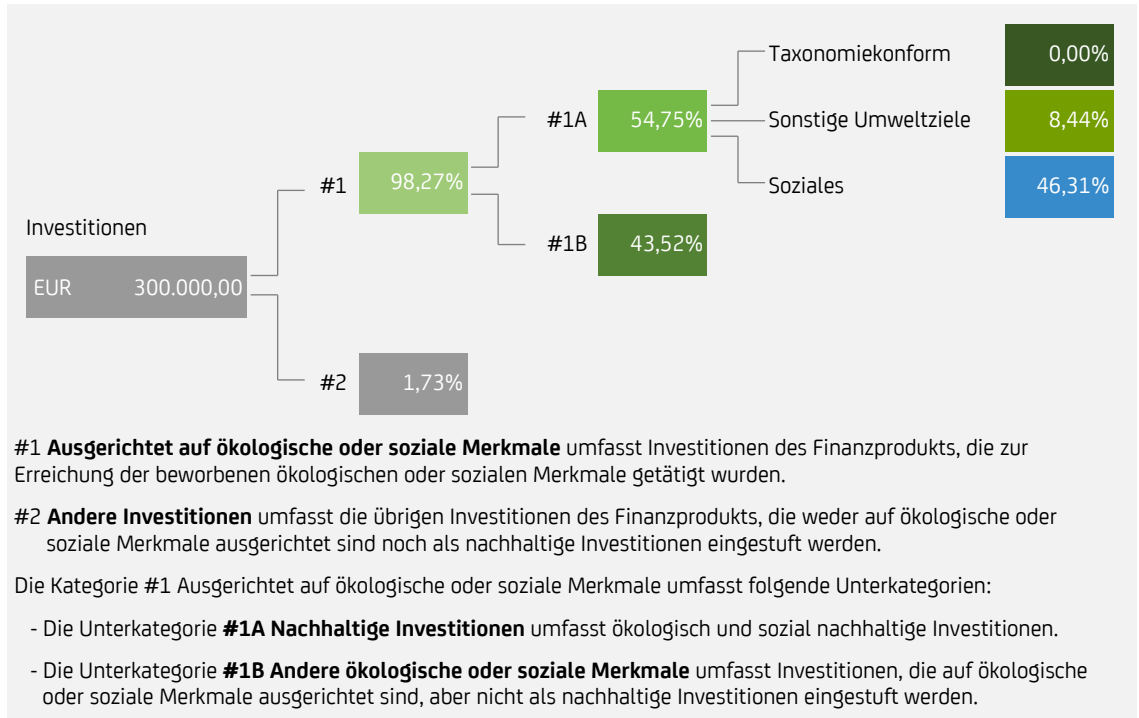 Taxonomiekonform 0,00%
#1A 54,75% Sonstige Umweltziele 8,44%
#1 98,27% Soziales 46,31%
Investitionen
#1B 43,52%
EUR 300.000,00
#2 1,73%
#1 Ausgerichtet auf ökologische oder soziale Merkmale umfasst Investitionen des Finanzprodukts, die zur
Erreichung der beworbenen ökologischen oder sozialen Merkmale getätigt wurden.
#2 Andere Investitionen umfasst die übrigen Investitionen des Finanzprodukts, die weder auf ökologische oder
soziale Merkmale ausgerichtet sind noch als nachhaltige Investitionen eingestuft werden.
Die Kategorie #1 Ausgerichtet auf ökologische oder soziale Merkmale umfasst folgende Unterkategorien:
- Die Unterkategorie #1A Nachhaltige Investitionen umfasst ökologisch und sozial nachhaltige Investitionen.
- Die Unterkategorie #1B Andere ökologische oder soziale Merkmale umfasst Investitionen, die auf ökologische
oder soziale Merkmale ausgerichtet sind, aber nicht als nachhaltige Investitionen eingestuft werden.